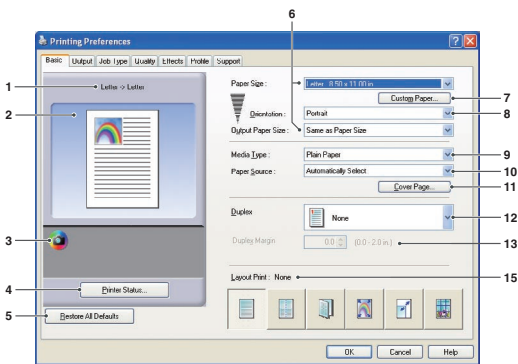 6
Printing Preferences
Basic Output Job Type Quality Effects Profile Support
1 Letter -> Letter
2
3
4 Printer Status...
5 Restore All Defaults
Paper Size : Letter 8.50 x 11.00 in
Custom Paper... 7
Orientation : Portrait 8
Output Paper Size : Same as Paper Size
Media Type : Plain Paper 9
Paper Source : Automatically Select 10
Cover Page... 11
Duplex None 12
Duplex Margin 0.0 (0.0 - 2.0 in.) 13
Layout Print : None 15
OK Cancel Help